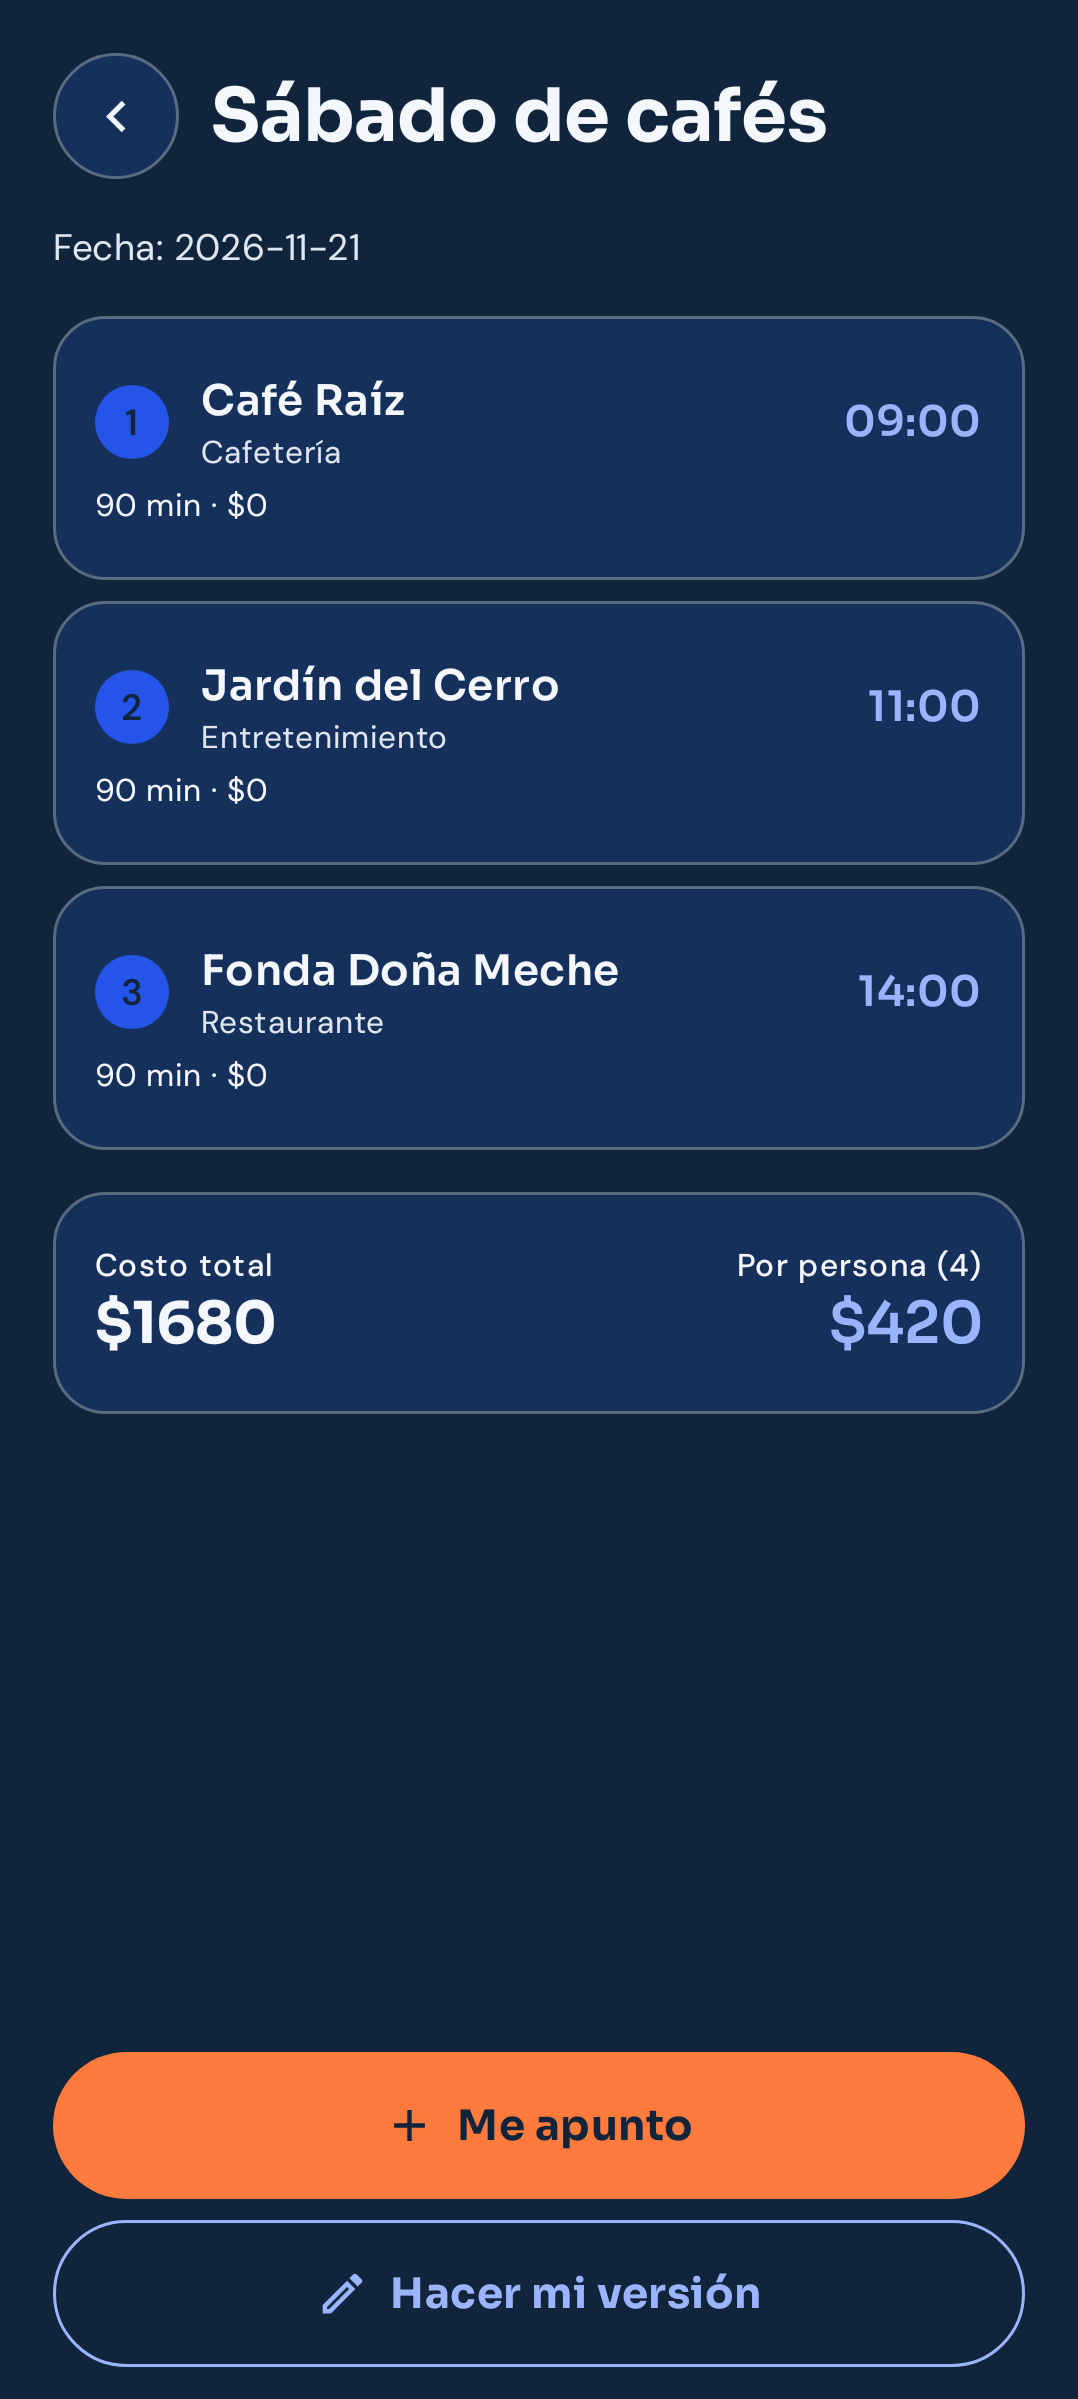 Sábado de cafés
Fecha: 2026-11-21
1
Café Raíz
Cafetería
09:00
90 min · $0
2
Jardín del Cerro
Entretenimiento
11:00
90 min · $0
3
Fonda Doña Meche
Restaurante
14:00
90 min · $0
Costo total
$1680
Por persona (4)
$420
Me apunto
Hacer mi versión